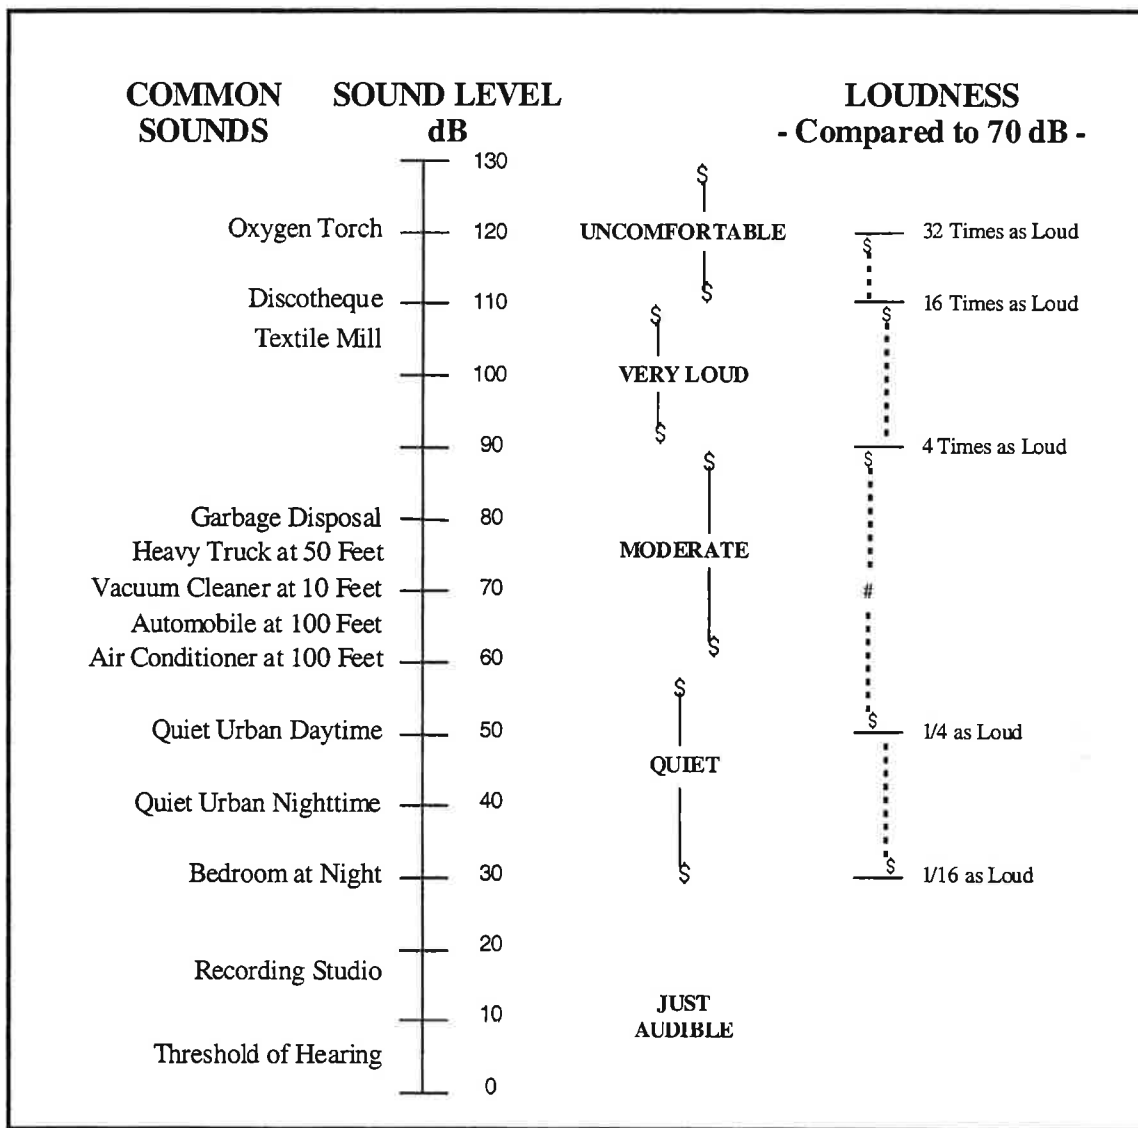 COMMON SOUNDS
SOUND LEVEL dB
LOUDNESS
- Compared to 70 dB -
130
$
Oxygen Torch
120
UNCOMFORTABLE
32 Times as Loud
$
Discotheque
110
$
16 Times as Loud
$
$
Textile Mill
100
VERY LOUD
$
90
4 Times as Loud
$
$
Garbage Disposal
80
Heavy Truck at 50 Feet
MODERATE
Vacuum Cleaner at 10 Feet
70
#
Automobile at 100 Feet
$
Air Conditioner at 100 Feet
60
$
Quiet Urban Daytime
50
$
1/4 as Loud
QUIET
Quiet Urban Nighttime
40
Bedroom at Night
30
$
$
1/16 as Loud
20
Recording Studio
10
JUST
AUDIBLE
Threshold of Hearing
0